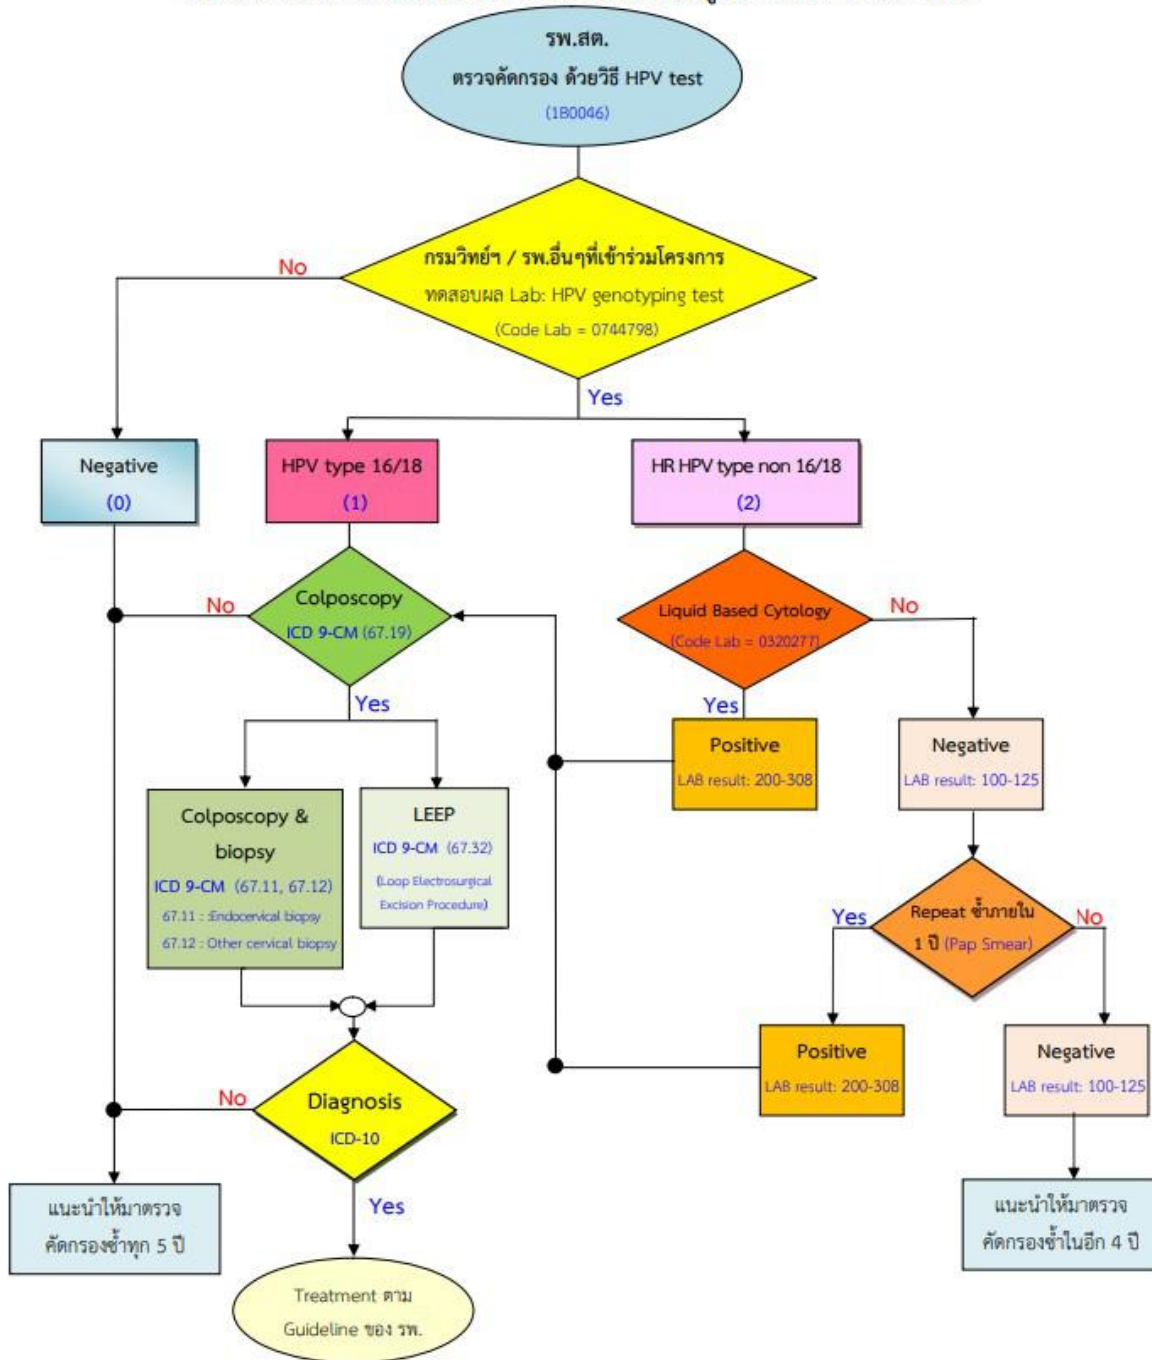 รพ.สต.
ตรวจคัดกรอง ด้วยวิธี HPV test
(1B0046)
กรมวิทย์ฯ / รพ.อื่นๆที่เข้าร่วมโครงการ
ทดสอบผล Lab: HPV genotyping test
(Code Lab = 0744798)
No
Yes
Negative
(0)
HPV type 16/18
(1)
HR HPV type non 16/18
(2)
Colposcopy
ICD 9-CM (67.19)
No
Yes
Liquid Based Cytology
(Code Lab = 0320277)
No
Yes
Positive
LAB result: 200-308
Negative
LAB result: 100-125
Colposcopy &
biopsy
ICD 9-CM (67.11, 67.12)
67.11 : :Endocervical biopsy
67.12 : Other cervical biopsy
LEEP
ICD 9-CM (67.32)
(Loop Electrosurgical
Excision Procedure)
Repeat ซ้ำภายใน
1 ปี (Pap Smear)
Yes
No
Positive
LAB result: 200-308
Negative
LAB result: 100-125
Diagnosis
ICD-10
No
Yes
แนะนำให้มาตรวจ
คัดกรองซ้ำทุก 5 ปี
แนะนำให้มาตรวจ
คัดกรองซ้ำในอีก 4 ปี
Treatment ตาม
Guideline ของ รพ.